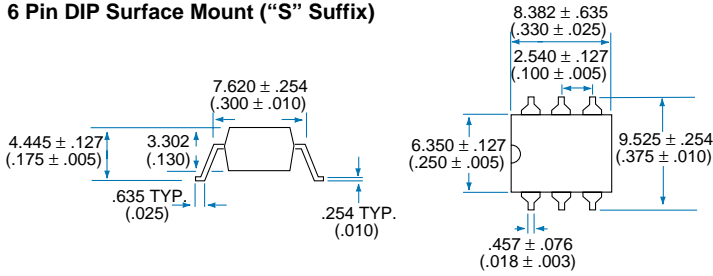 6 Pin DIP Surface Mount (“S” Suffix)
7.620 ± .254
(.300 ± .010)
4.445 ± .127
(.175 ± .005)
3.302
(.130)
.635 TYP.
(.025)
.254 TYP.
(.010)
8.382 ± .635
(.330 ± .025)
2.540 ± .127
(.100 ± .005)
6.350 ± .127
(.250 ± .005)
9.525 ± .254
(.375 ± .010)
.457 ± .076
(.018 ± .003)